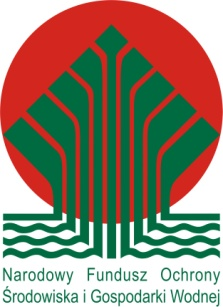 Narodowy Fundusz Ochrony
Środowiska i Gospodarki Wodnej